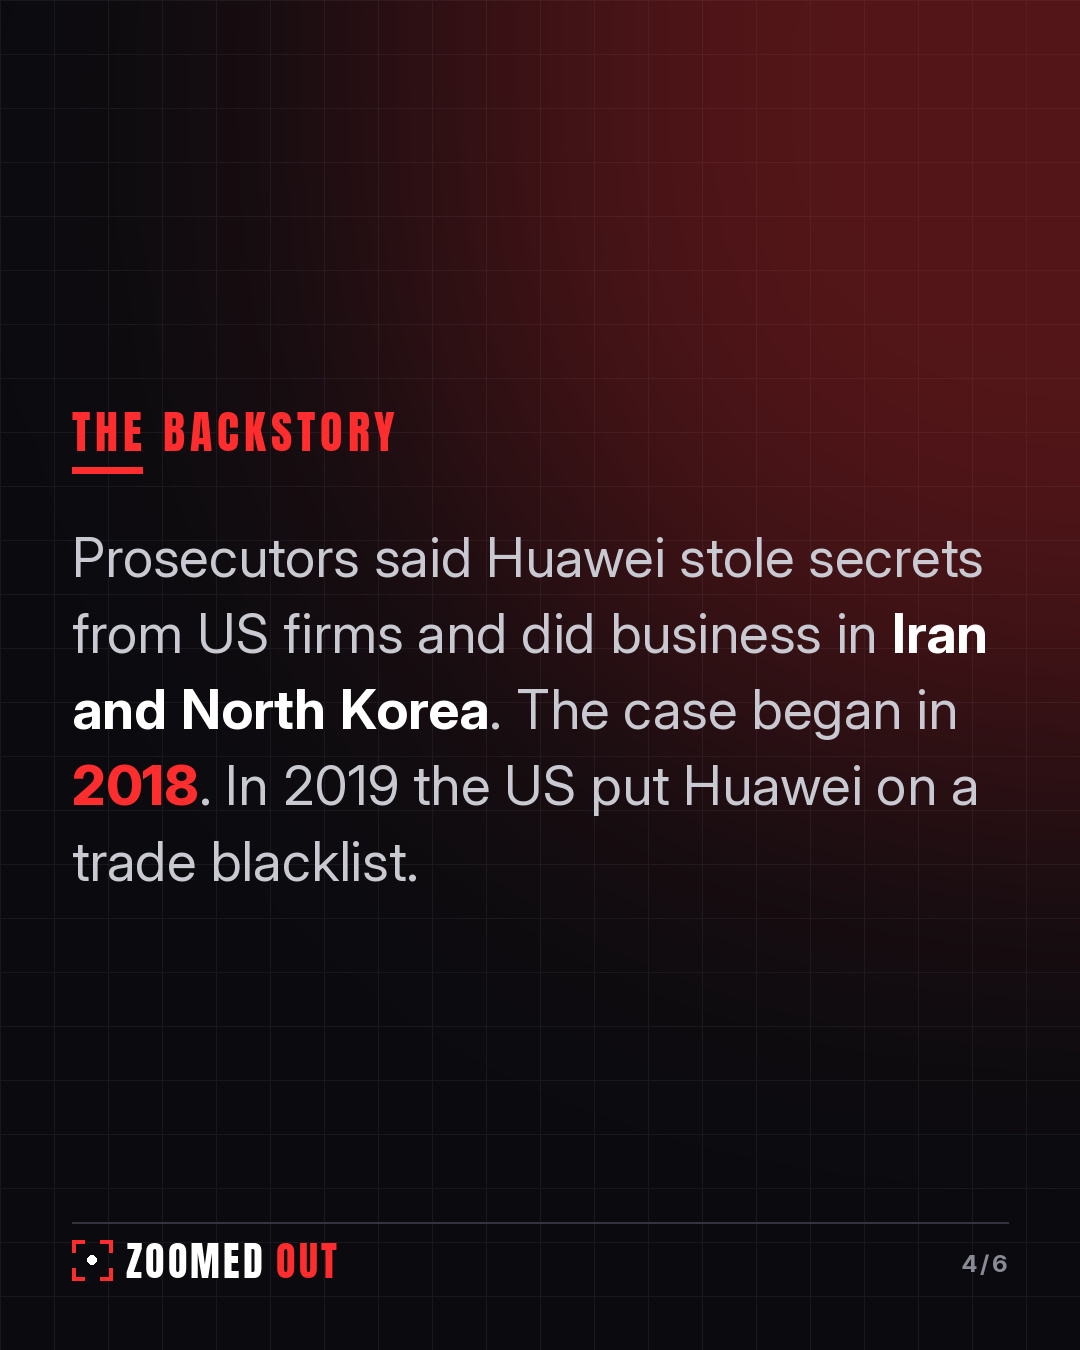 THE BACKSTORY
Prosecutors said Huawei stole secrets
from US firms and did business in Iran
and North Korea. The case began in
2018. In 2019 the US put Huawei on a
trade blacklist.
ZOOMED OUT
4/6